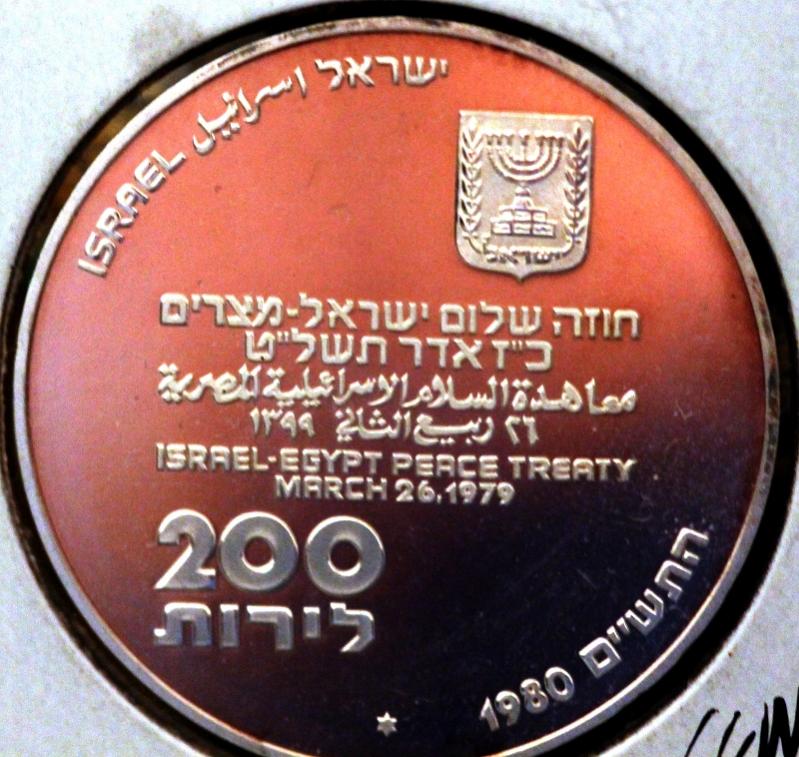 ISRAEL اسرائيل ישראל
ישראל
חוזה שלום ישראל-מצרים
כ"ז אדר תשל"ט
معاهدة السلام الاسرائيلية المصرية
٢٦ ربيع الثاني ١٣٩٩
ISRAEL-EGYPT PEACE TREATY
MARCH 26, 1979
200
לירות
1980 התש"ם